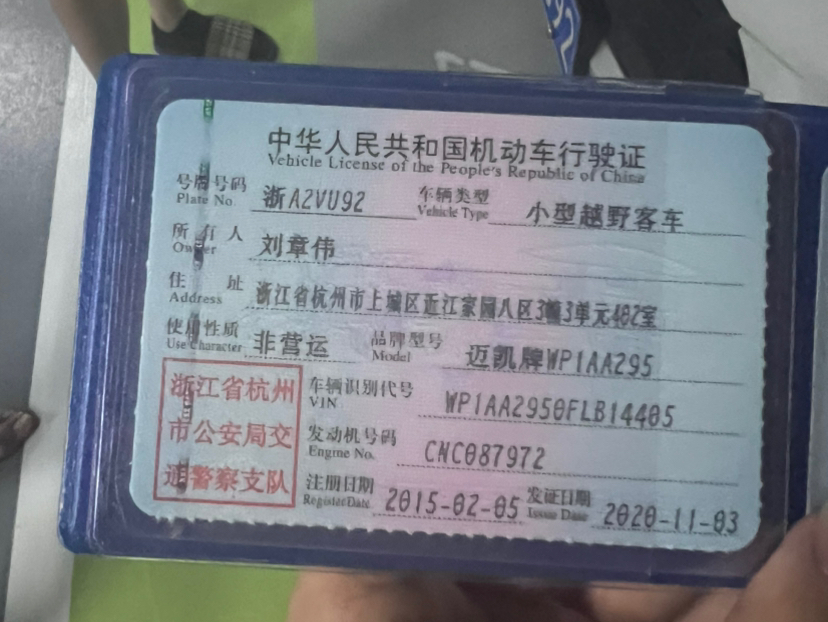 中华人民共和国机动车行驶证
Vehicle License of the People's Republic of China
号牌号码 浙A2VU92 车辆类型 小型越野客车
Plate No. Vehicle Type
所有人 刘章伟
Owner
住址 浙江省杭州市上城区近江家园八区3幢3单元402室
Address
使用性质 非营运 品牌型号 迈凯牌WP1AA295
Use Character Model
浙江省杭州
市公安局交
通警察支队
车辆识别代号 WP1AA2950FLB14405
VIN
发动机号码 CNC087972
Engine No.
注册日期 2015-02-05 发证日期 2020-11-03
Register Date Issue Date